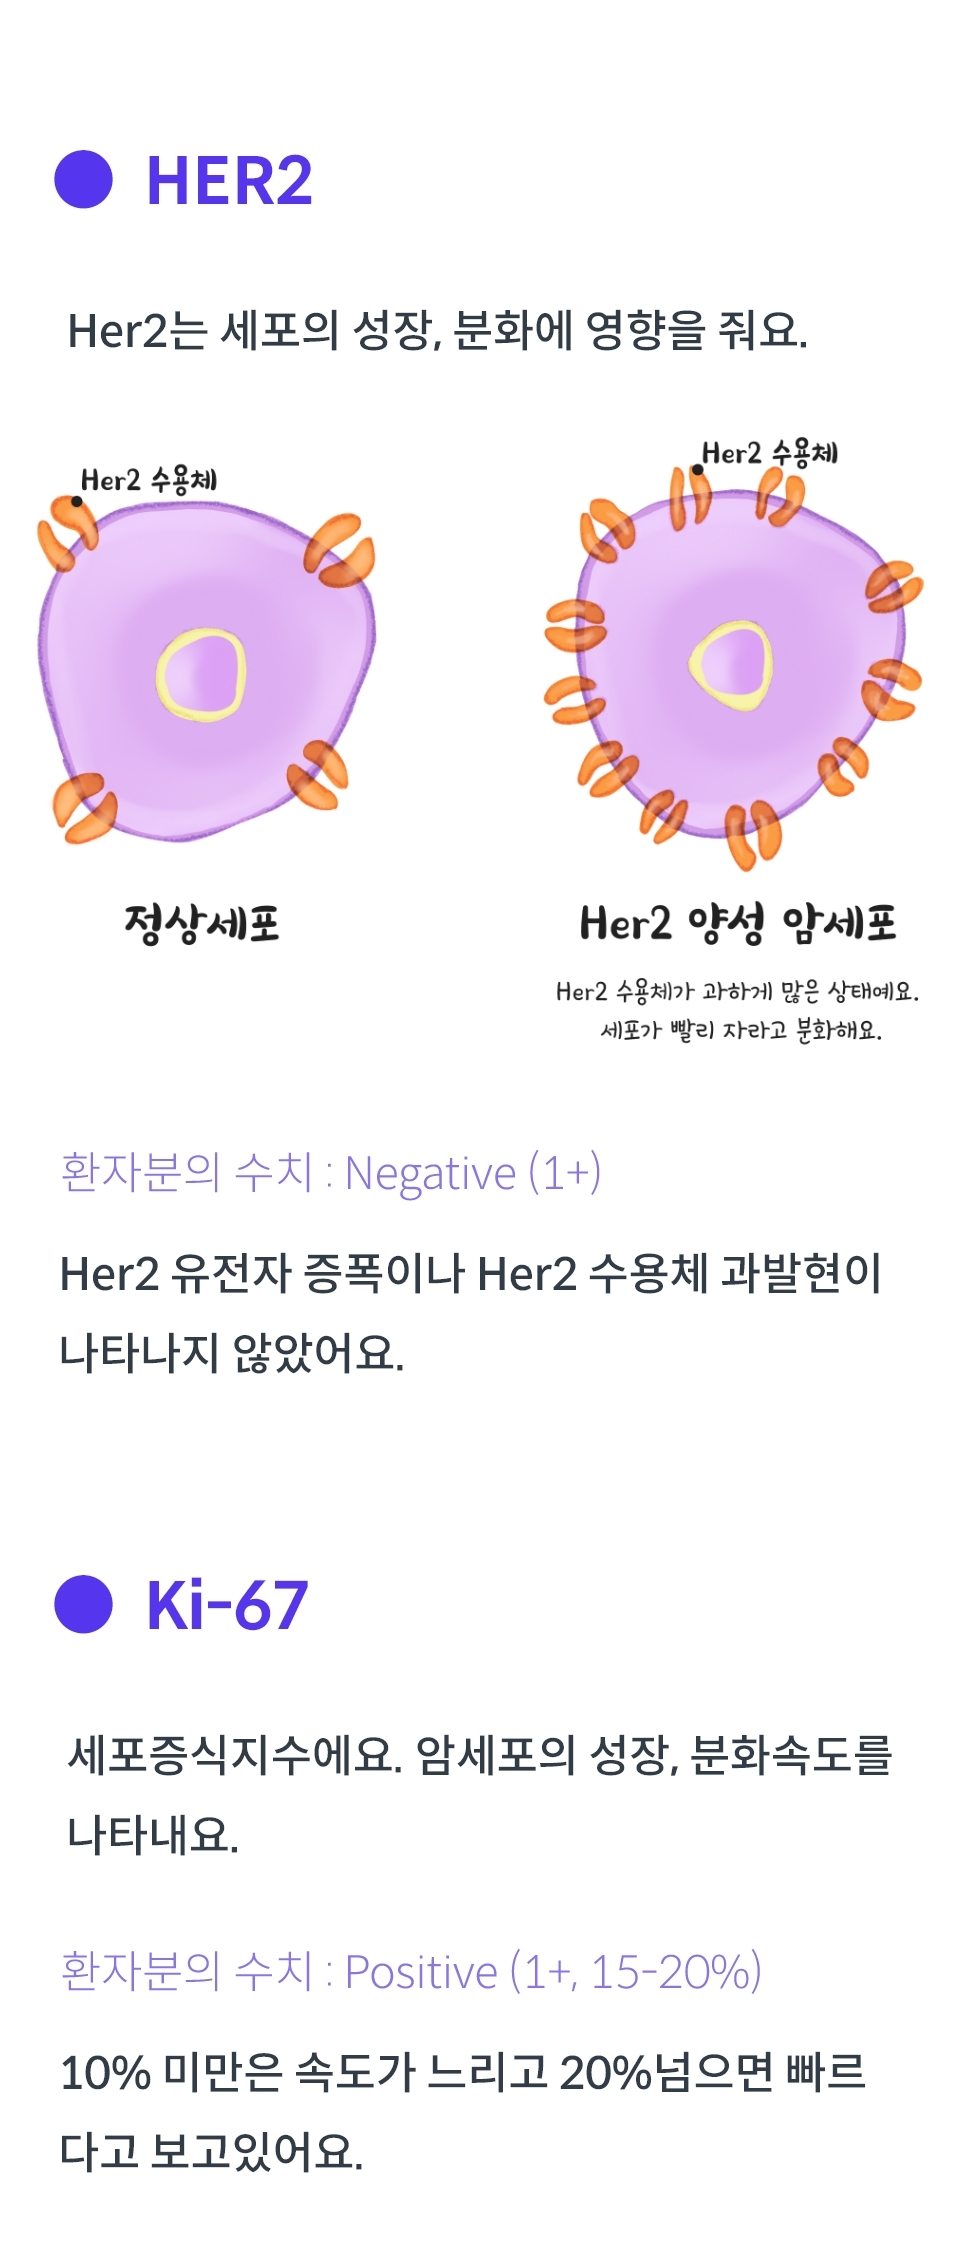 HER2
Her2는 세포의 성장, 분화에 영향을 줘요.
Her2 수용체
Her2 수용체
정상세포
Her2 양성 암세포
Her2 수용체가 과하게 많은 상태예요.
세포가 빨리 자라고 분화해요.
환자분의 수치 : Negative (1+)
Her2 유전자 증폭이나 Her2 수용체 과발현이
나타나지 않았어요.
Ki-67
세포증식지수에요. 암세포의 성장, 분화속도를
나타내요.
환자분의 수치 : Positive (1+, 15-20%)
10% 미만은 속도가 느리고 20%넘으면 빠르
다고 보고있어요.